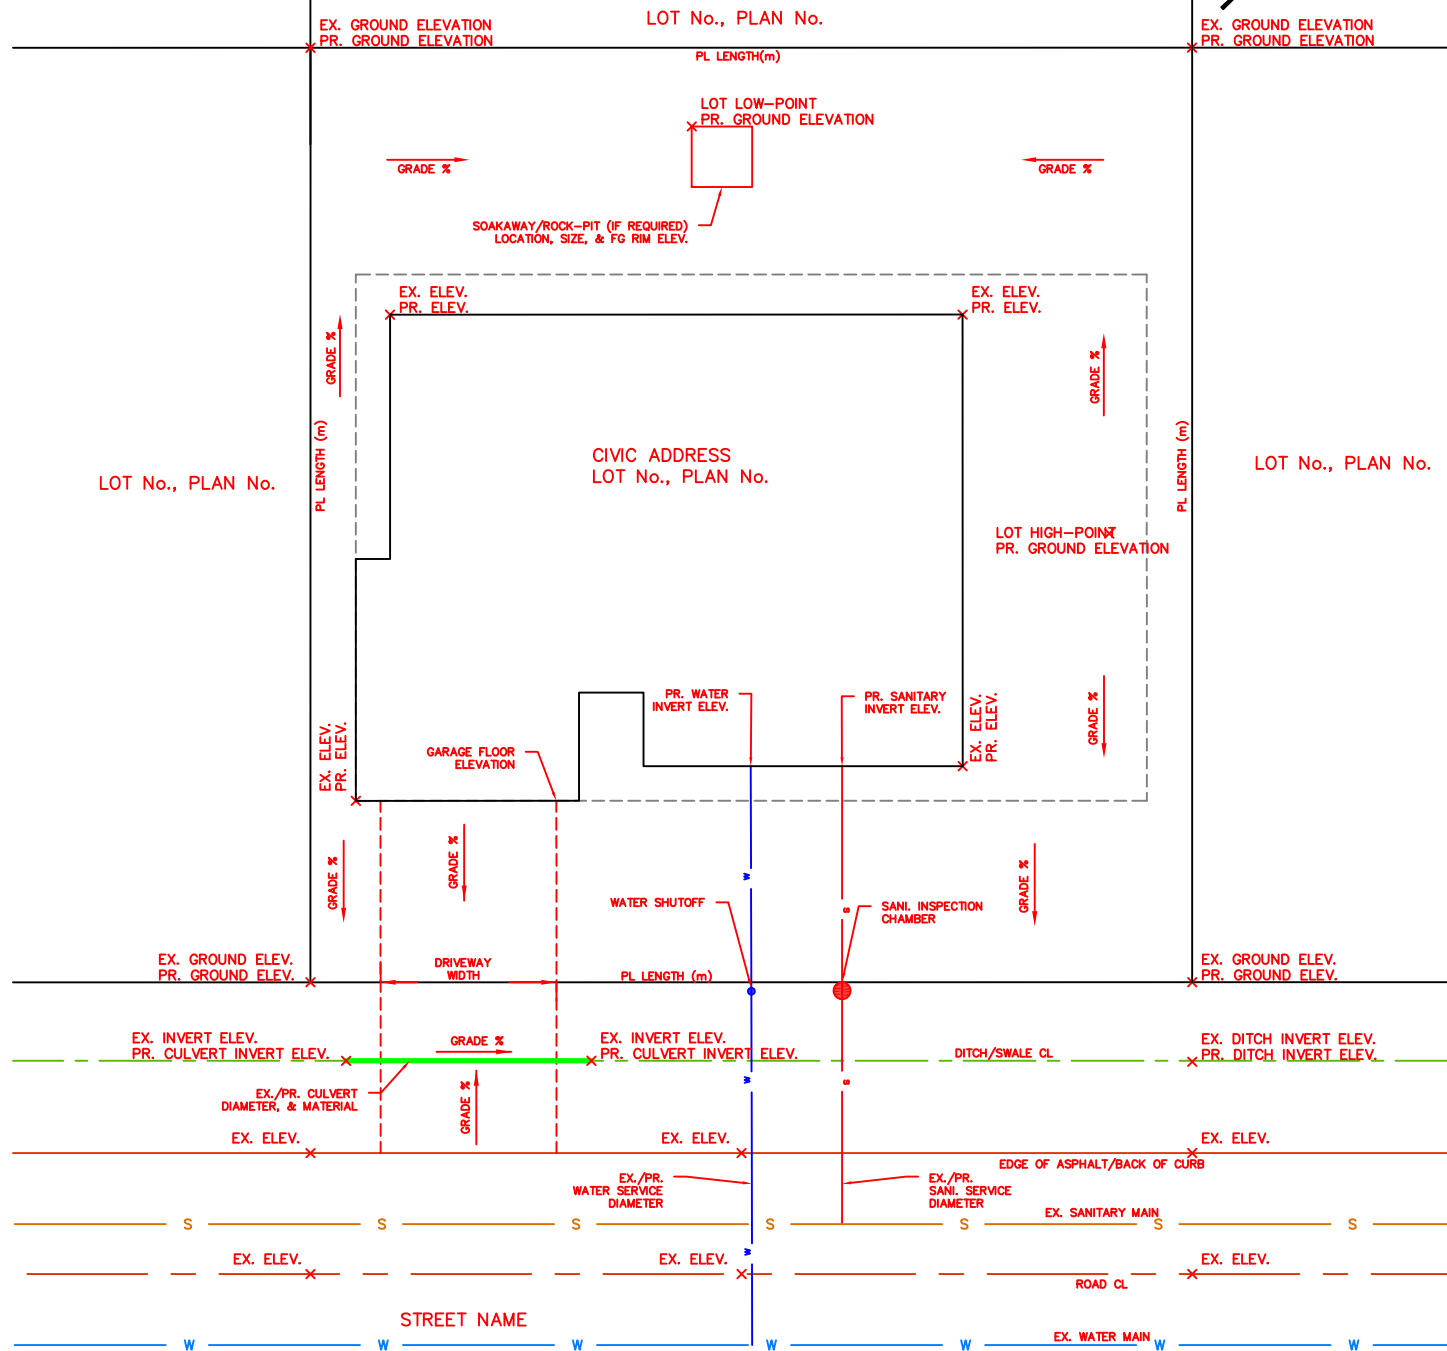 LOT No., PLAN No.
EX. GROUND ELEVATION
PR. GROUND ELEVATION
EX. GROUND ELEVATION
PR. GROUND ELEVATION
PL LENGTH(m)
LOT LOW-POINT
PR. GROUND ELEVATION
GRADE %
GRADE %
SOAKAWAY/ROCK-PIT (IF REQUIRED)
LOCATION, SIZE, & FG RIM ELEV.
EX. ELEV.
PR. ELEV.
EX. ELEV.
PR. ELEV.
GRADE %
GRADE %
PL LENGTH (m)
PL LENGTH (m)
CIVIC ADDRESS
LOT No., PLAN No.
LOT No., PLAN No.
LOT No., PLAN No.
LOT HIGH-POINT
PR. GROUND ELEVATION
PR. WATER
INVERT ELEV.
PR. SANITARY
INVERT ELEV.
EX. ELEV.
PR. ELEV.
GRADE %
EX. ELEV.
PR. ELEV.
GARAGE FLOOR
ELEVATION
GRADE %
GRADE %
GRADE %
W
S
WATER SHUTOFF
SANI. INSPECTION
CHAMBER
EX. GROUND ELEV.
PR. GROUND ELEV.
DRIVEWAY
WIDTH
PL LENGTH (m)
EX. GROUND ELEV.
PR. GROUND ELEV.
EX. INVERT ELEV.
PR. CULVERT INVERT ELEV.
GRADE %
EX. INVERT ELEV.
PR. CULVERT INVERT ELEV.
DITCH/SWALE CL
EX. DITCH INVERT ELEV.
PR. DITCH INVERT ELEV.
W
S
EX./PR. CULVERT
DIAMETER, & MATERIAL
GRADE %
EX. ELEV.
EX. ELEV.
EX. ELEV.
EDGE OF ASPHALT/BACK OF CURB
EX./PR.
WATER SERVICE
DIAMETER
EX./PR.
SANI. SERVICE
DIAMETER
EX. SANITARY MAIN
S S S S S S S
W
EX. ELEV.
EX. ELEV.
EX. ELEV.
ROAD CL
STREET NAME
EX. WATER MAIN
W W W W W W W